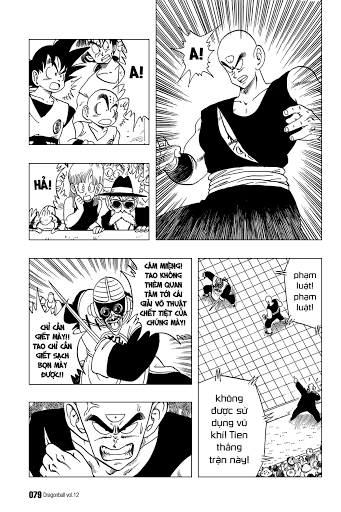 A!
A!
HẢ!
CÂM MIỆNG!
TAO KHÔNG
THÈM QUAN
TÂM TỚI CÁI
GIẢI VÕ THUẬT
CHẾT TIỆT CỦA
CHÚNG MÀY!
CHỈ CẦN
GIẾT MÀY!!
TAO CHỈ CẦN
GIẾT SẠCH
BỌN MÀY
ĐƯỢC!!
phạm
luật!
phạm
luật!
không
được sử
dụng vũ
khí! Tien
thắng
trận này!
079 Dragonball vol.12